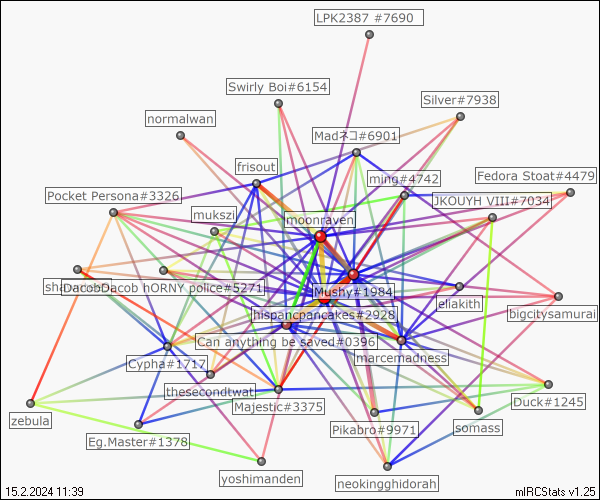 LPK2387 #7690
Swirly Boi#6154
Silver#7938
normalwan
Madネコ#6901
frisout
ming#4742
Fedora Stoat#4479
Pocket Persona#3326
JKOUYH VIII#7034
mukszi
moonraven
DacobDacob hORNY police#5271
Mushy#1984
eliakith
hispancpancakes#2928
bigcitysamurai
Can anything be saved#0396
marcemadness
Cypha#1717
thesecondtwat
Majestic#3375
Duck#1245
zebula
Eg.Master#1378
Pikabro#9971
somass
yoshimanden
neokingghidorah
15.2.2024 11:39
mIRCStats v1.25